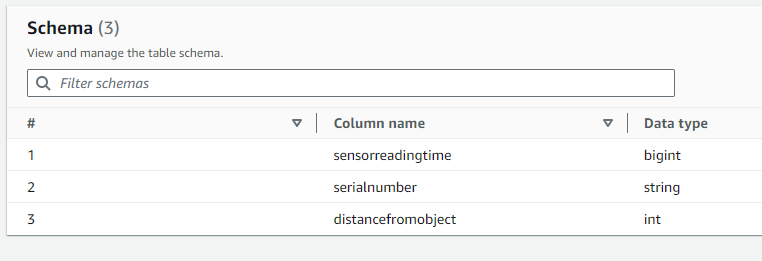 Schema (3)
View and manage the table schema.
Filter schemas
# Column name Data type
1 sensorreadingtime bigint
2 serialnumber string
3 distancefromobject int